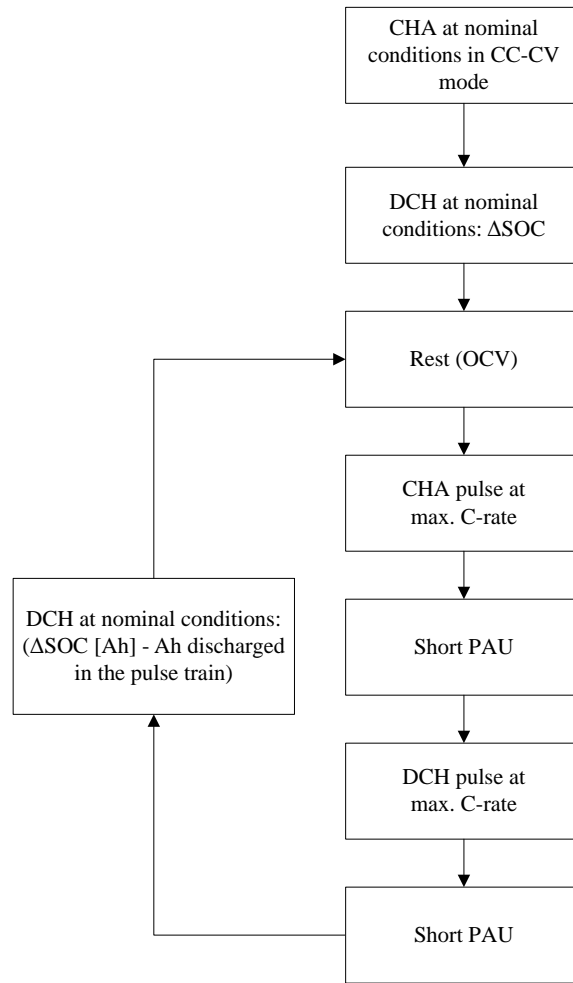 CHA at nominal
conditions in CC-CV
mode
DCH at nominal
conditions: ΔSOC
Rest (OCV)
CHA pulse at
max. C-rate
Short PAU
DCH pulse at
max. C-rate
Short PAU
DCH at nominal conditions:
(ΔSOC [Ah] - Ah discharged
in the pulse train)